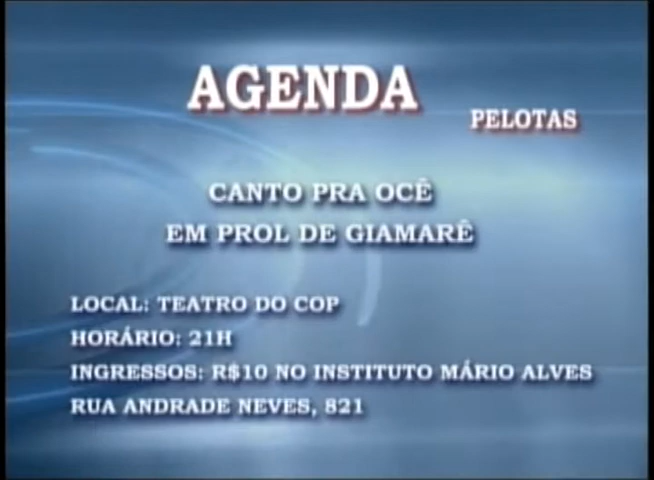 AGENDA
PELOTAS
CANTO PRA OCÊ
EM PROL DE GIAMARÊ
LOCAL: TEATRO DO COP
HORÁRIO: 21H
INGRESSOS: R$10 NO INSTITUTO MÁRIO ALVES
RUA ANDRADE NEVES, 821